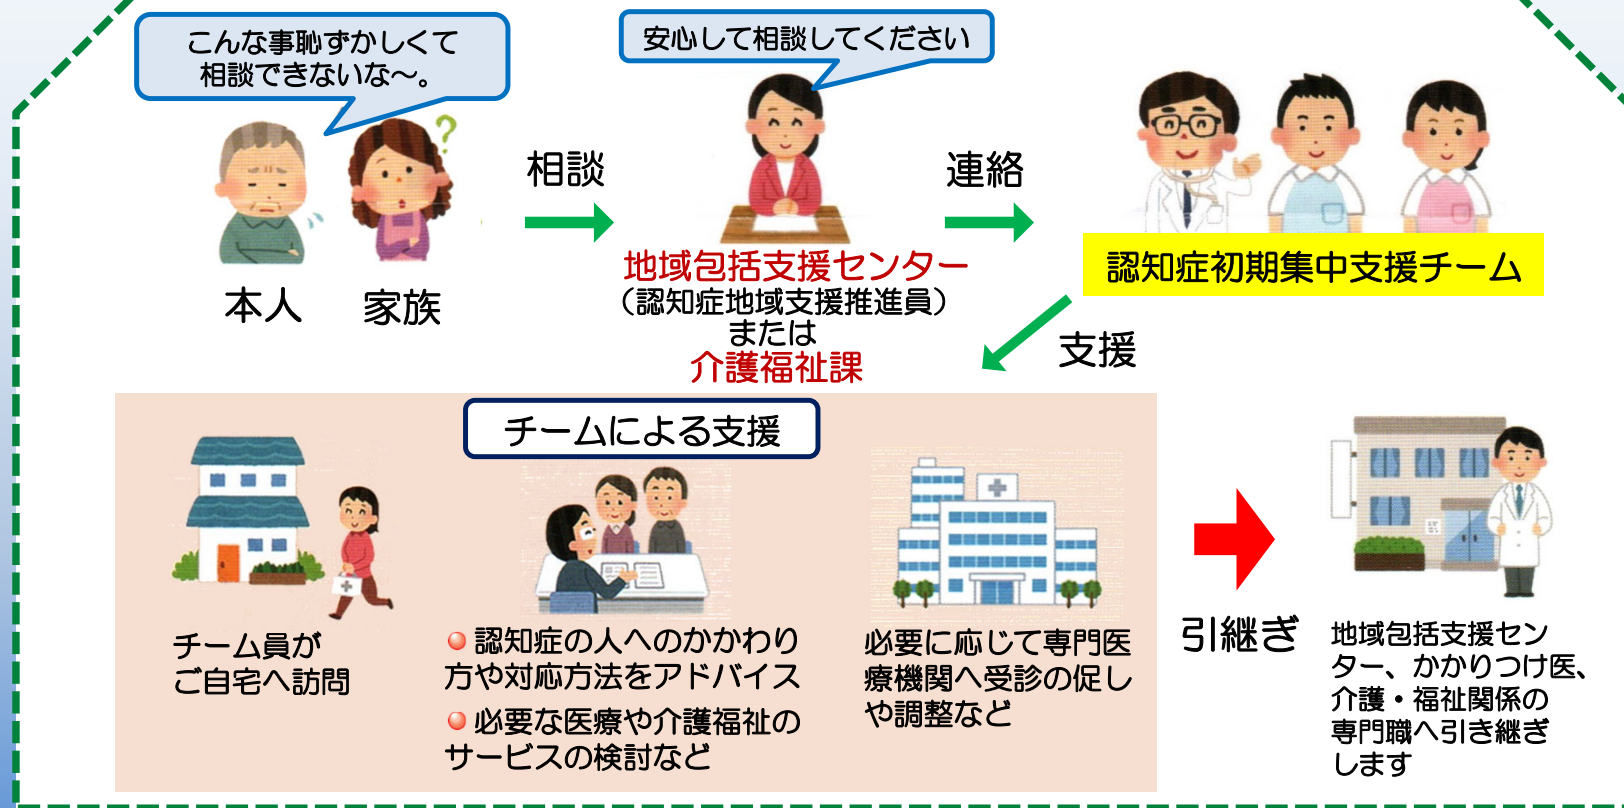 こんな事恥ずかしくて
相談できないな～。
安心して相談してください
相談
連絡
本人
家族
地域包括支援センター
（認知症地域支援推進員）
または
介護福祉課
認知症初期集中支援チーム
支援
チームによる支援
チーム員が
ご自宅へ訪問
認知症の人へのかかわり
方や対応方法をアドバイス
必要な医療や介護福祉の
サービスの検討など
必要に応じて専門医
療機関へ受診の促し
や調整など
引継ぎ
地域包括支援セン
ター、かかりつけ医、
介護・福祉関係の
専門職へ引き継ぎ
します